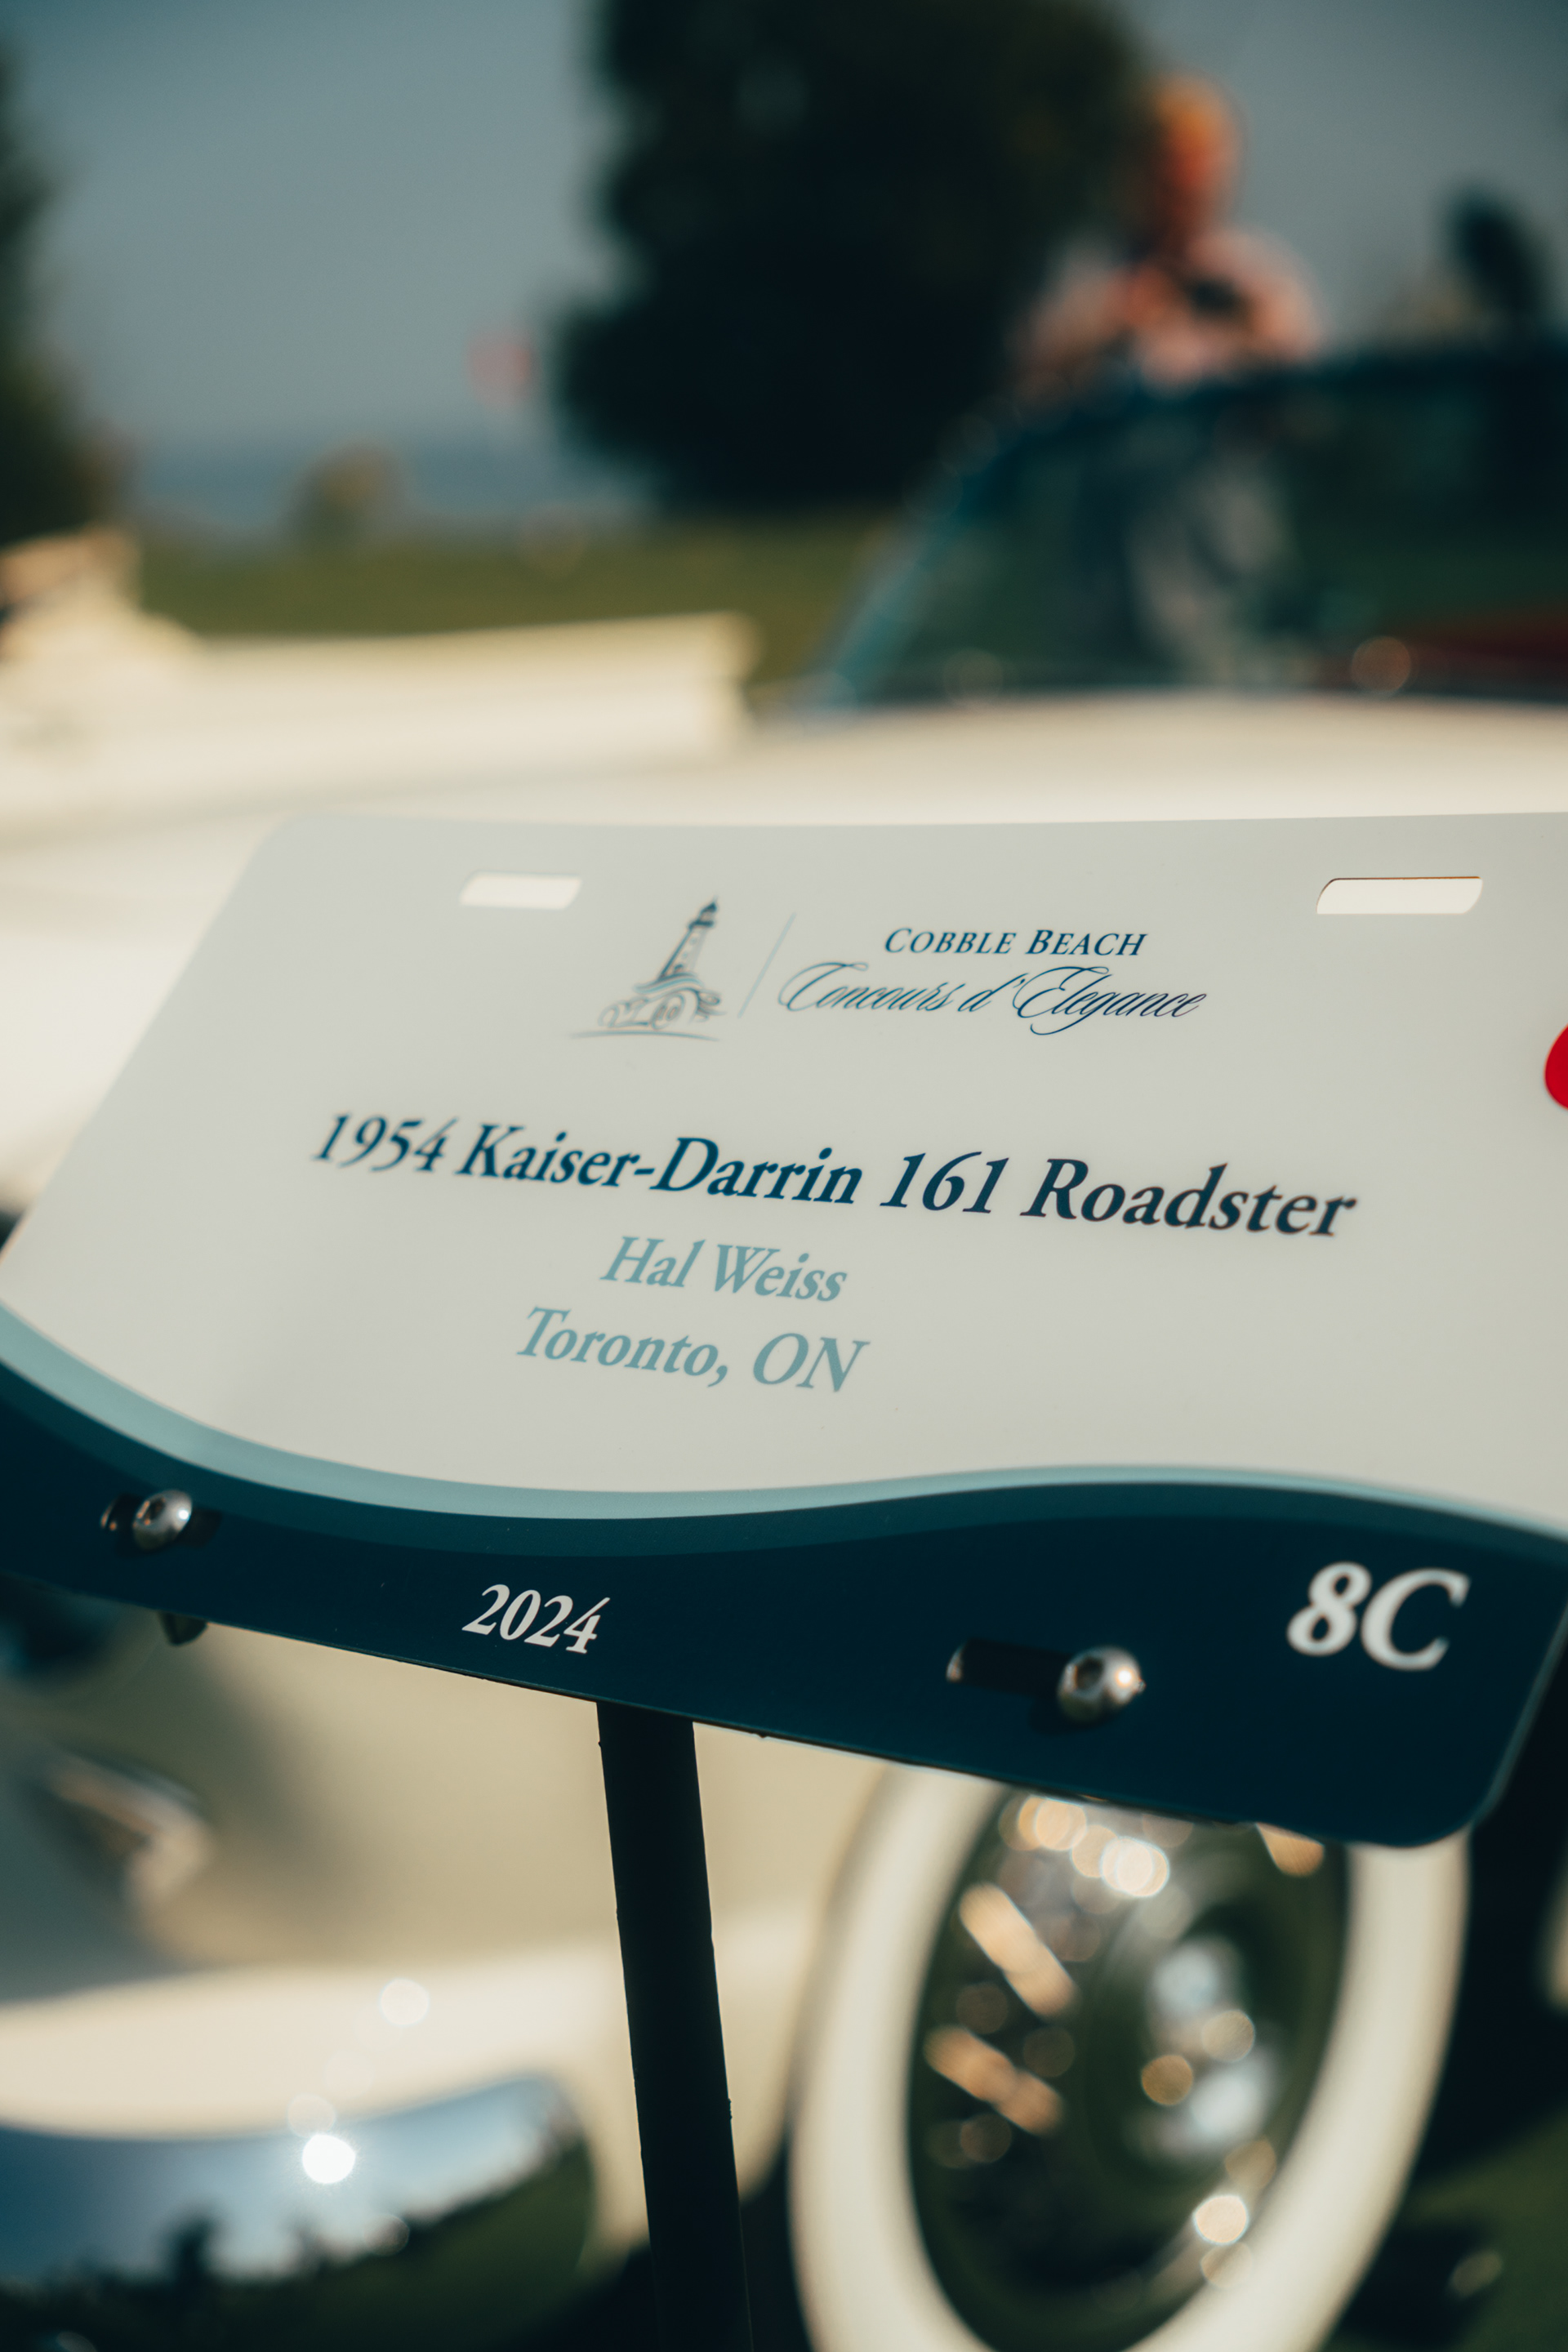 COBBLE BEACH
Concours d'Elegance
1954 Kaiser-Darrin 161 Roadster
Hal Weiss
Toronto, ON
2024
8C